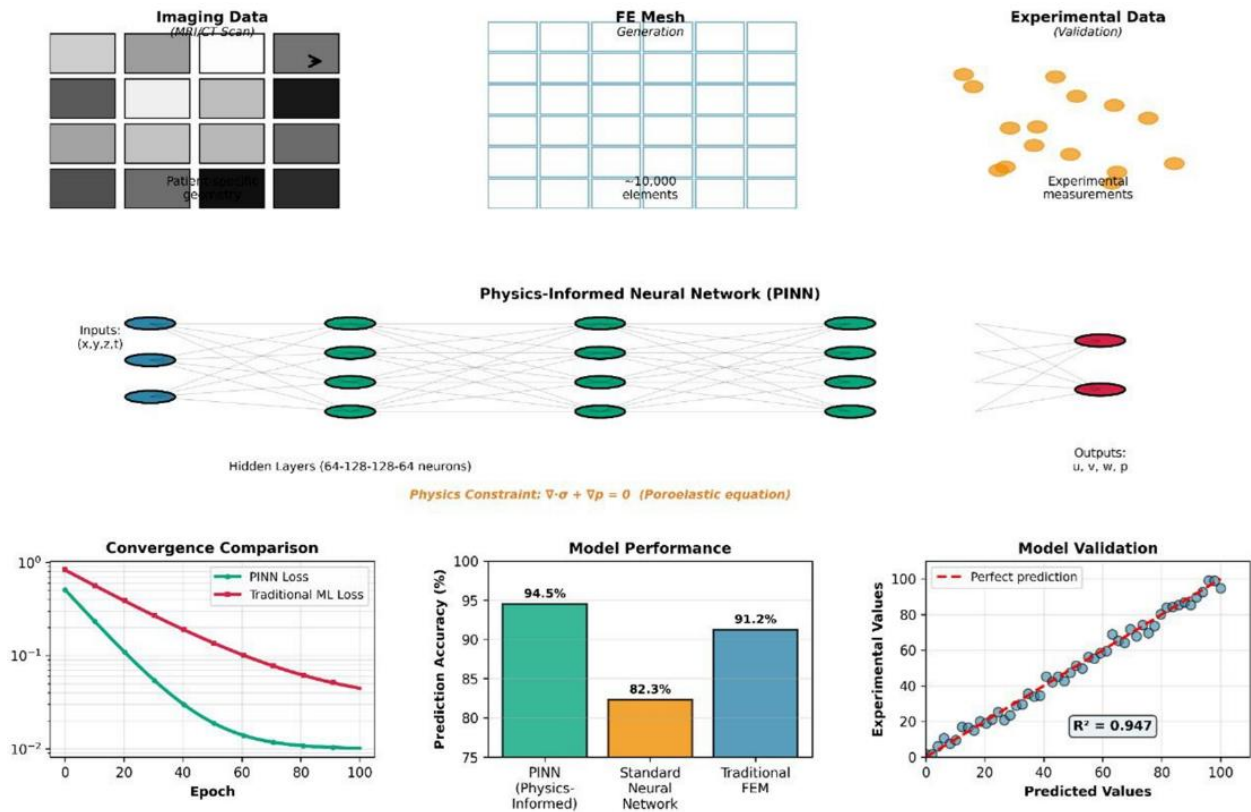 Imaging Data
(MRI/CT Scan)
Patient-specific
geometry
FE Mesh
Generation
~10,000
elements
Experimental Data
(Validation)
Experimental
measurements
Physics-Informed Neural Network (PINN)
Inputs:
(x,y,z,t)
Hidden Layers (64-128-128-64 neurons)
Outputs:
u, v, w, p
Physics Constraint: ∇·σ + ∇p = 0 (Poroelastic equation)
Convergence Comparison
10⁰
10⁻¹
10⁻²
PINN Loss
Traditional ML Loss
0 20 40 60 80 100
Epoch
Model Performance
Prediction Accuracy (%)
100
95
90
85
80
75
94.5%
82.3%
91.2%
PINN
(Physics-
Informed)
Standard
Neural
Network
Traditional
FEM
Model Validation
Experimental Values
100
80
60
40
20
0
Perfect prediction
R² = 0.947
0 20 40 60 80 100
Predicted Values